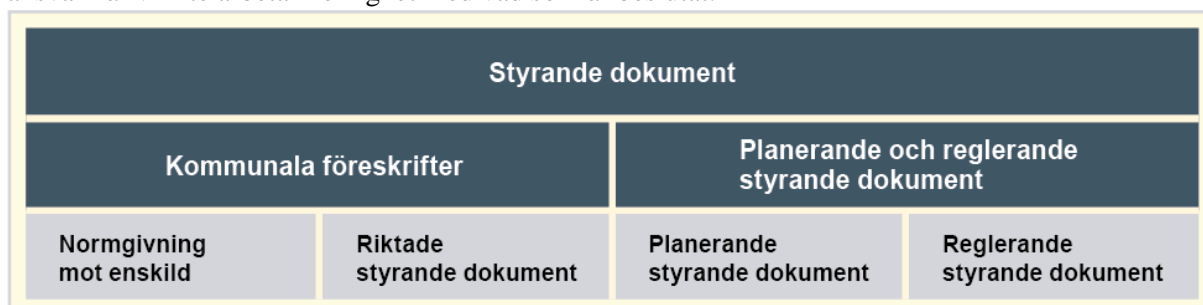 Styrande dokument
Kommunala föreskrifter
Planerande och reglerande
styrande dokument
Normgivning
mot enskild
Riktade
styrande dokument
Planerande
styrande dokument
Reglerande
styrande dokument